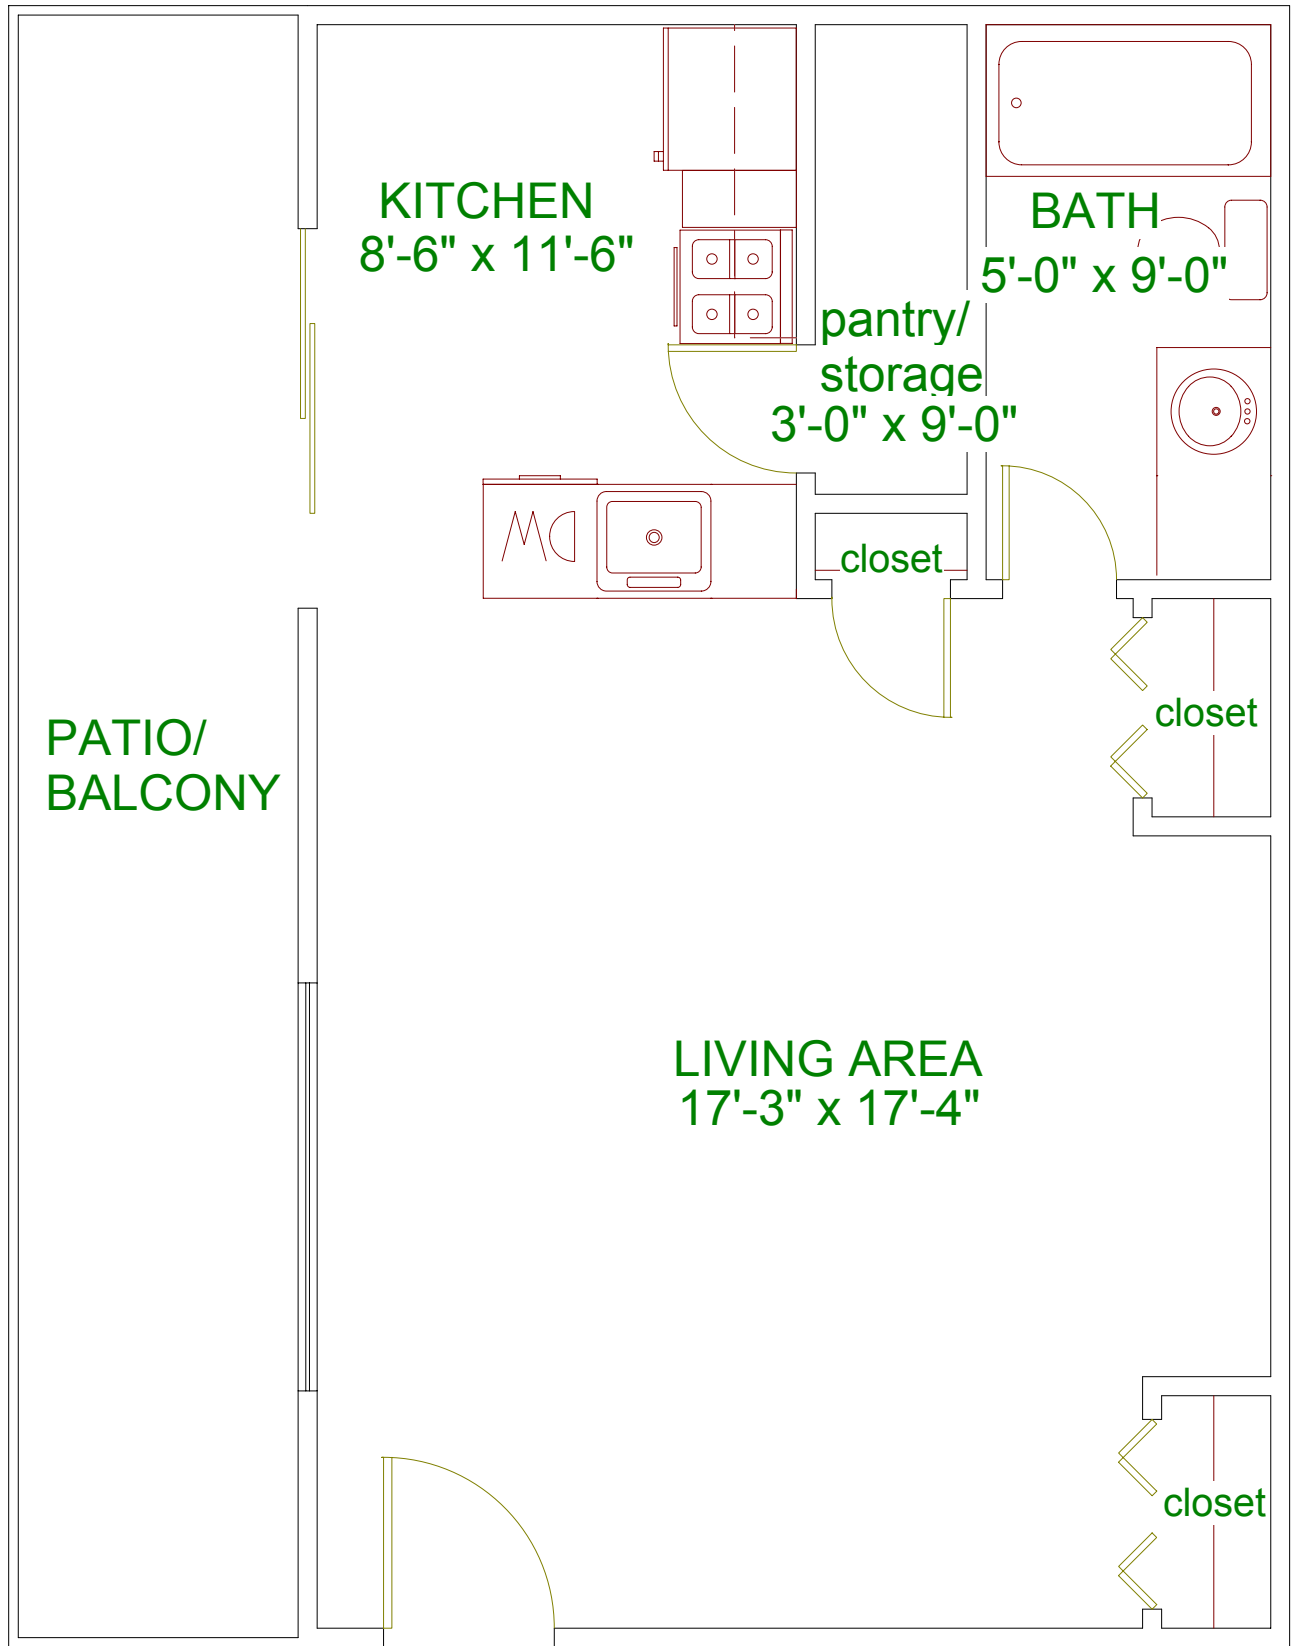 KITCHEN
8'-6" x 11'-6"
BATH
5'-0" x 9'-0"
pantry/
storage
3'-0" x 9'-0"
closet
closet
PATIO/
BALCONY
LIVING AREA
17'-3" x 17'-4"
closet